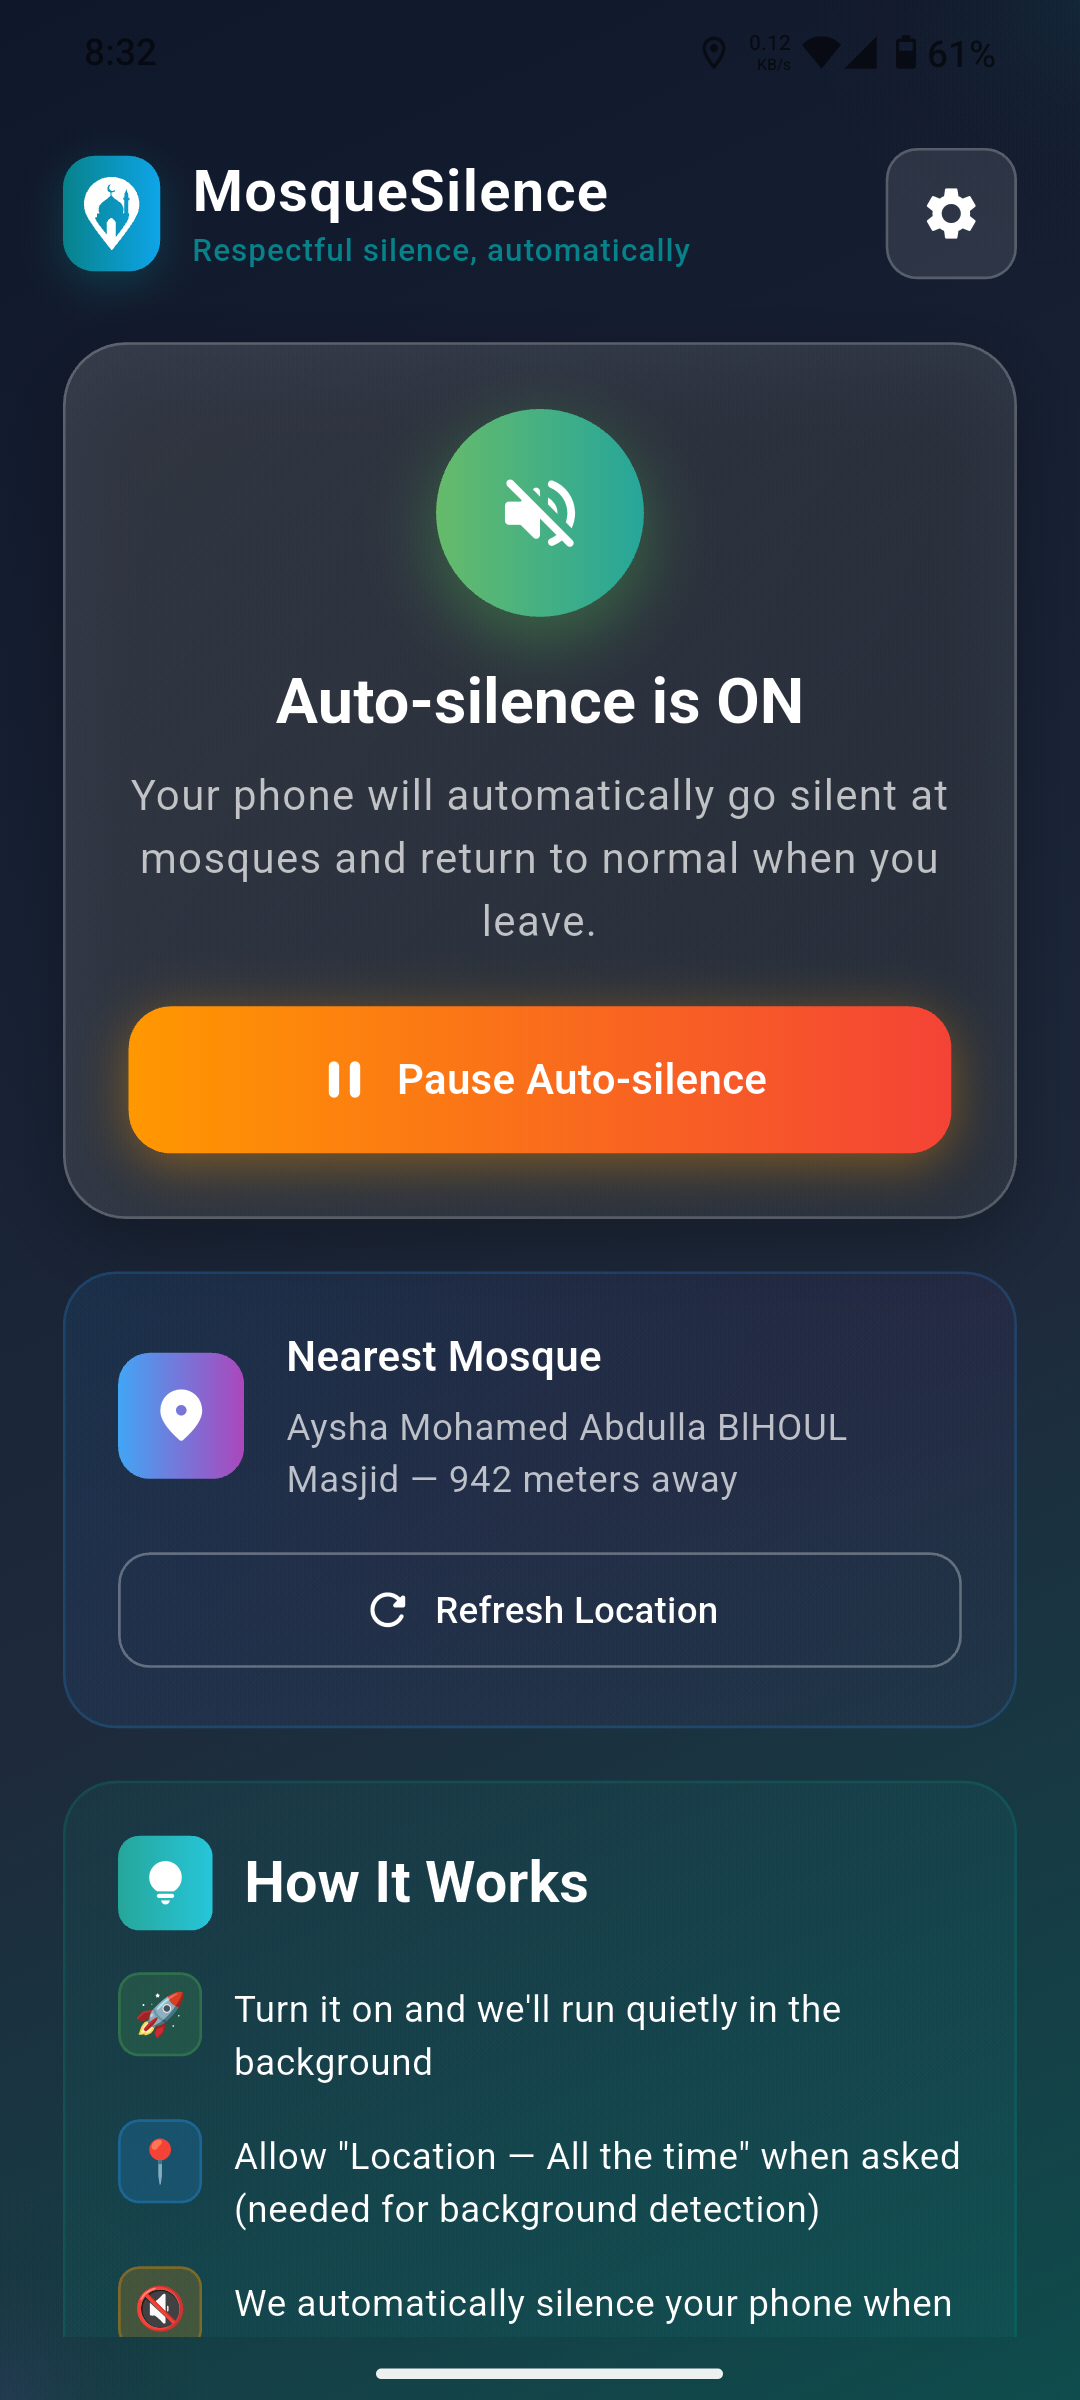 8:32
0.12
KB/s
61%
MosqueSilence
Respectful silence, automatically
Auto-silence is ON
Your phone will automatically go silent at
mosques and return to normal when you
leave.
Pause Auto-silence
Nearest Mosque
Aysha Mohamed Abdulla BlHOUL
Masjid — 942 meters away
Refresh Location
How It Works
Turn it on and we'll run quietly in the
background
Allow "Location — All the time" when asked
(needed for background detection)
We automatically silence your phone when